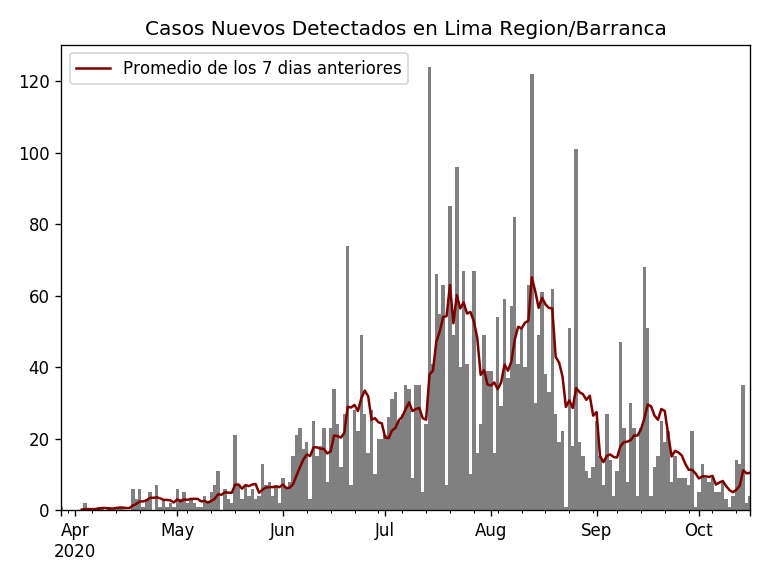 Casos Nuevos Detectados en Lima Region/Barranca
Promedio de los 7 dias anteriores
120
100
80
60
40
20
0
Apr May Jun Jul Aug Sep Oct
2020